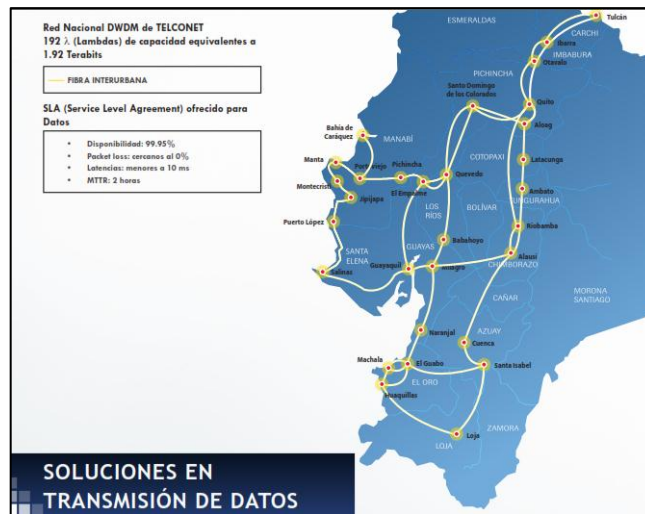 Red Nacional DWDM de TELCONET
192 λ (Lambdas) de capacidad equivalentes a
1.92 Terabits
FIBRA INTERURBANA
SLA (Service Level Agreement) ofrecido para
Datos
• Disponibilidad: 99.95%
• Packet loss: cercanos al 0%
• Latencias: menores a 10 ms
• MTTR: 2 horas
ESMERALDAS
Tulcán
CARCHI
Ibarra
IMBABURA
Otavalo
PICHINCHA
Santo Domingo
de los Colorados
Quito
Aloag
Bahía de
Caráquez
MANABÍ
COTOPAXI
Latacunga
Manta
Portoviejo
Pichincha
Quevedo
Montecristi
El Empalme
Ambato
TUNGURAHUA
Jipijapa
LOS
RÍOS
BOLÍVAR
Puerto López
Riobamba
Babahoyo
SANTA
ELENA
GUAYAS
Alausí
CHIMBORAZO
Salinas
Guayaquil
Milagro
MORONA
SANTIAGO
CAÑAR
Naranjal
AZUAY
Cuenca
Machala
El Guabo
Santa Isabel
EL ORO
Huaquillas
Loja
ZAMORA
LOJA
SOLUCIONES EN
TRANSMISIÓN DE DATOS